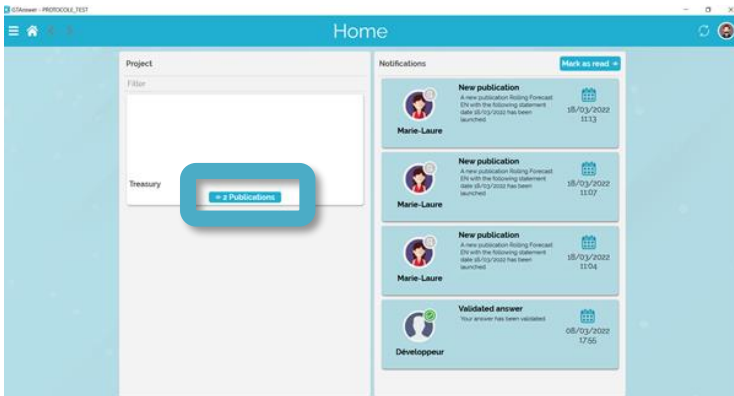 GTAnswer - PROTOCOLE_TEST
Home
Project
Filter
Treasury
2 Publications
Notifications
Mark as read
New publication
A new publication Rolling Forecast
EN with the following statement
date 18/03/2022 has been
launched
18/03/2022
11:13
Marie-Laure
New publication
A new publication Rolling Forecast
EN with the following statement
date 18/03/2022 has been
launched
18/03/2022
11:07
Marie-Laure
New publication
A new publication Rolling Forecast
EN with the following statement
date 18/03/2022 has been
launched
18/03/2022
11:04
Marie-Laure
Validated answer
Your answer has been validated
08/03/2022
17:55
Développeur